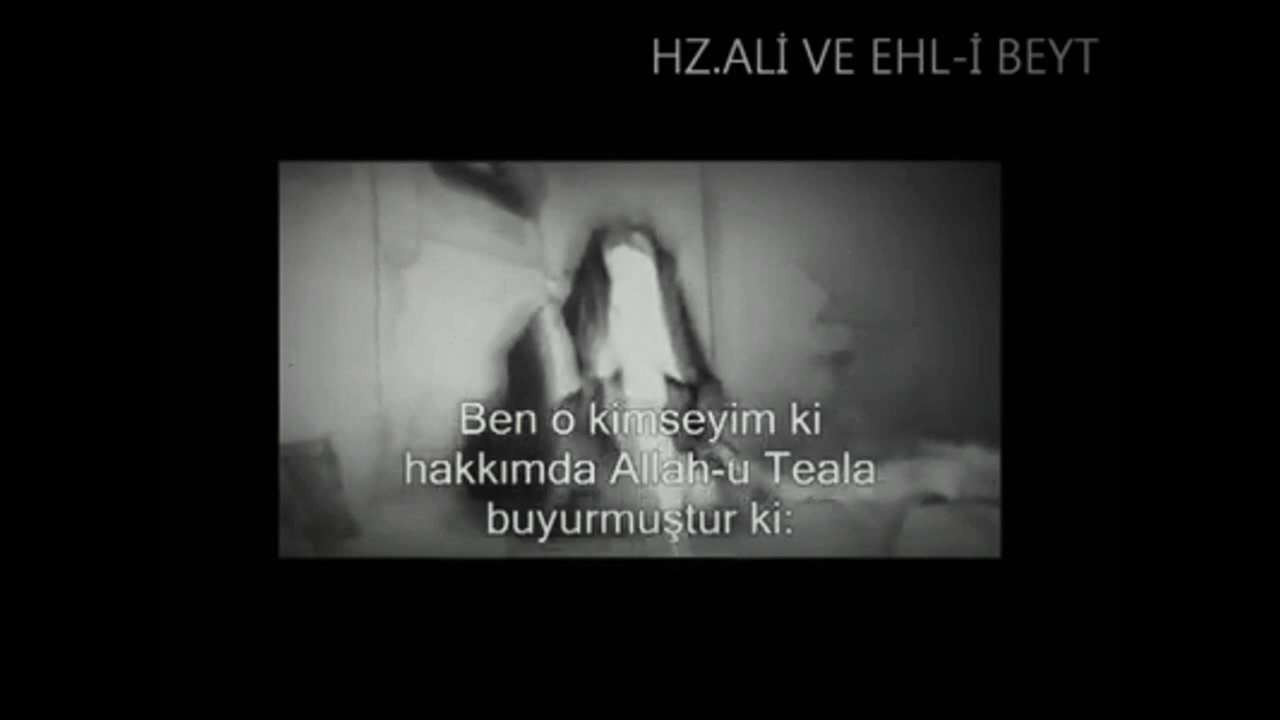 HZ.ALİ VE EHL-İ BEYT
Ben o kimseyim ki
hakkımda Allah-u Teala
buyurmuştur ki: